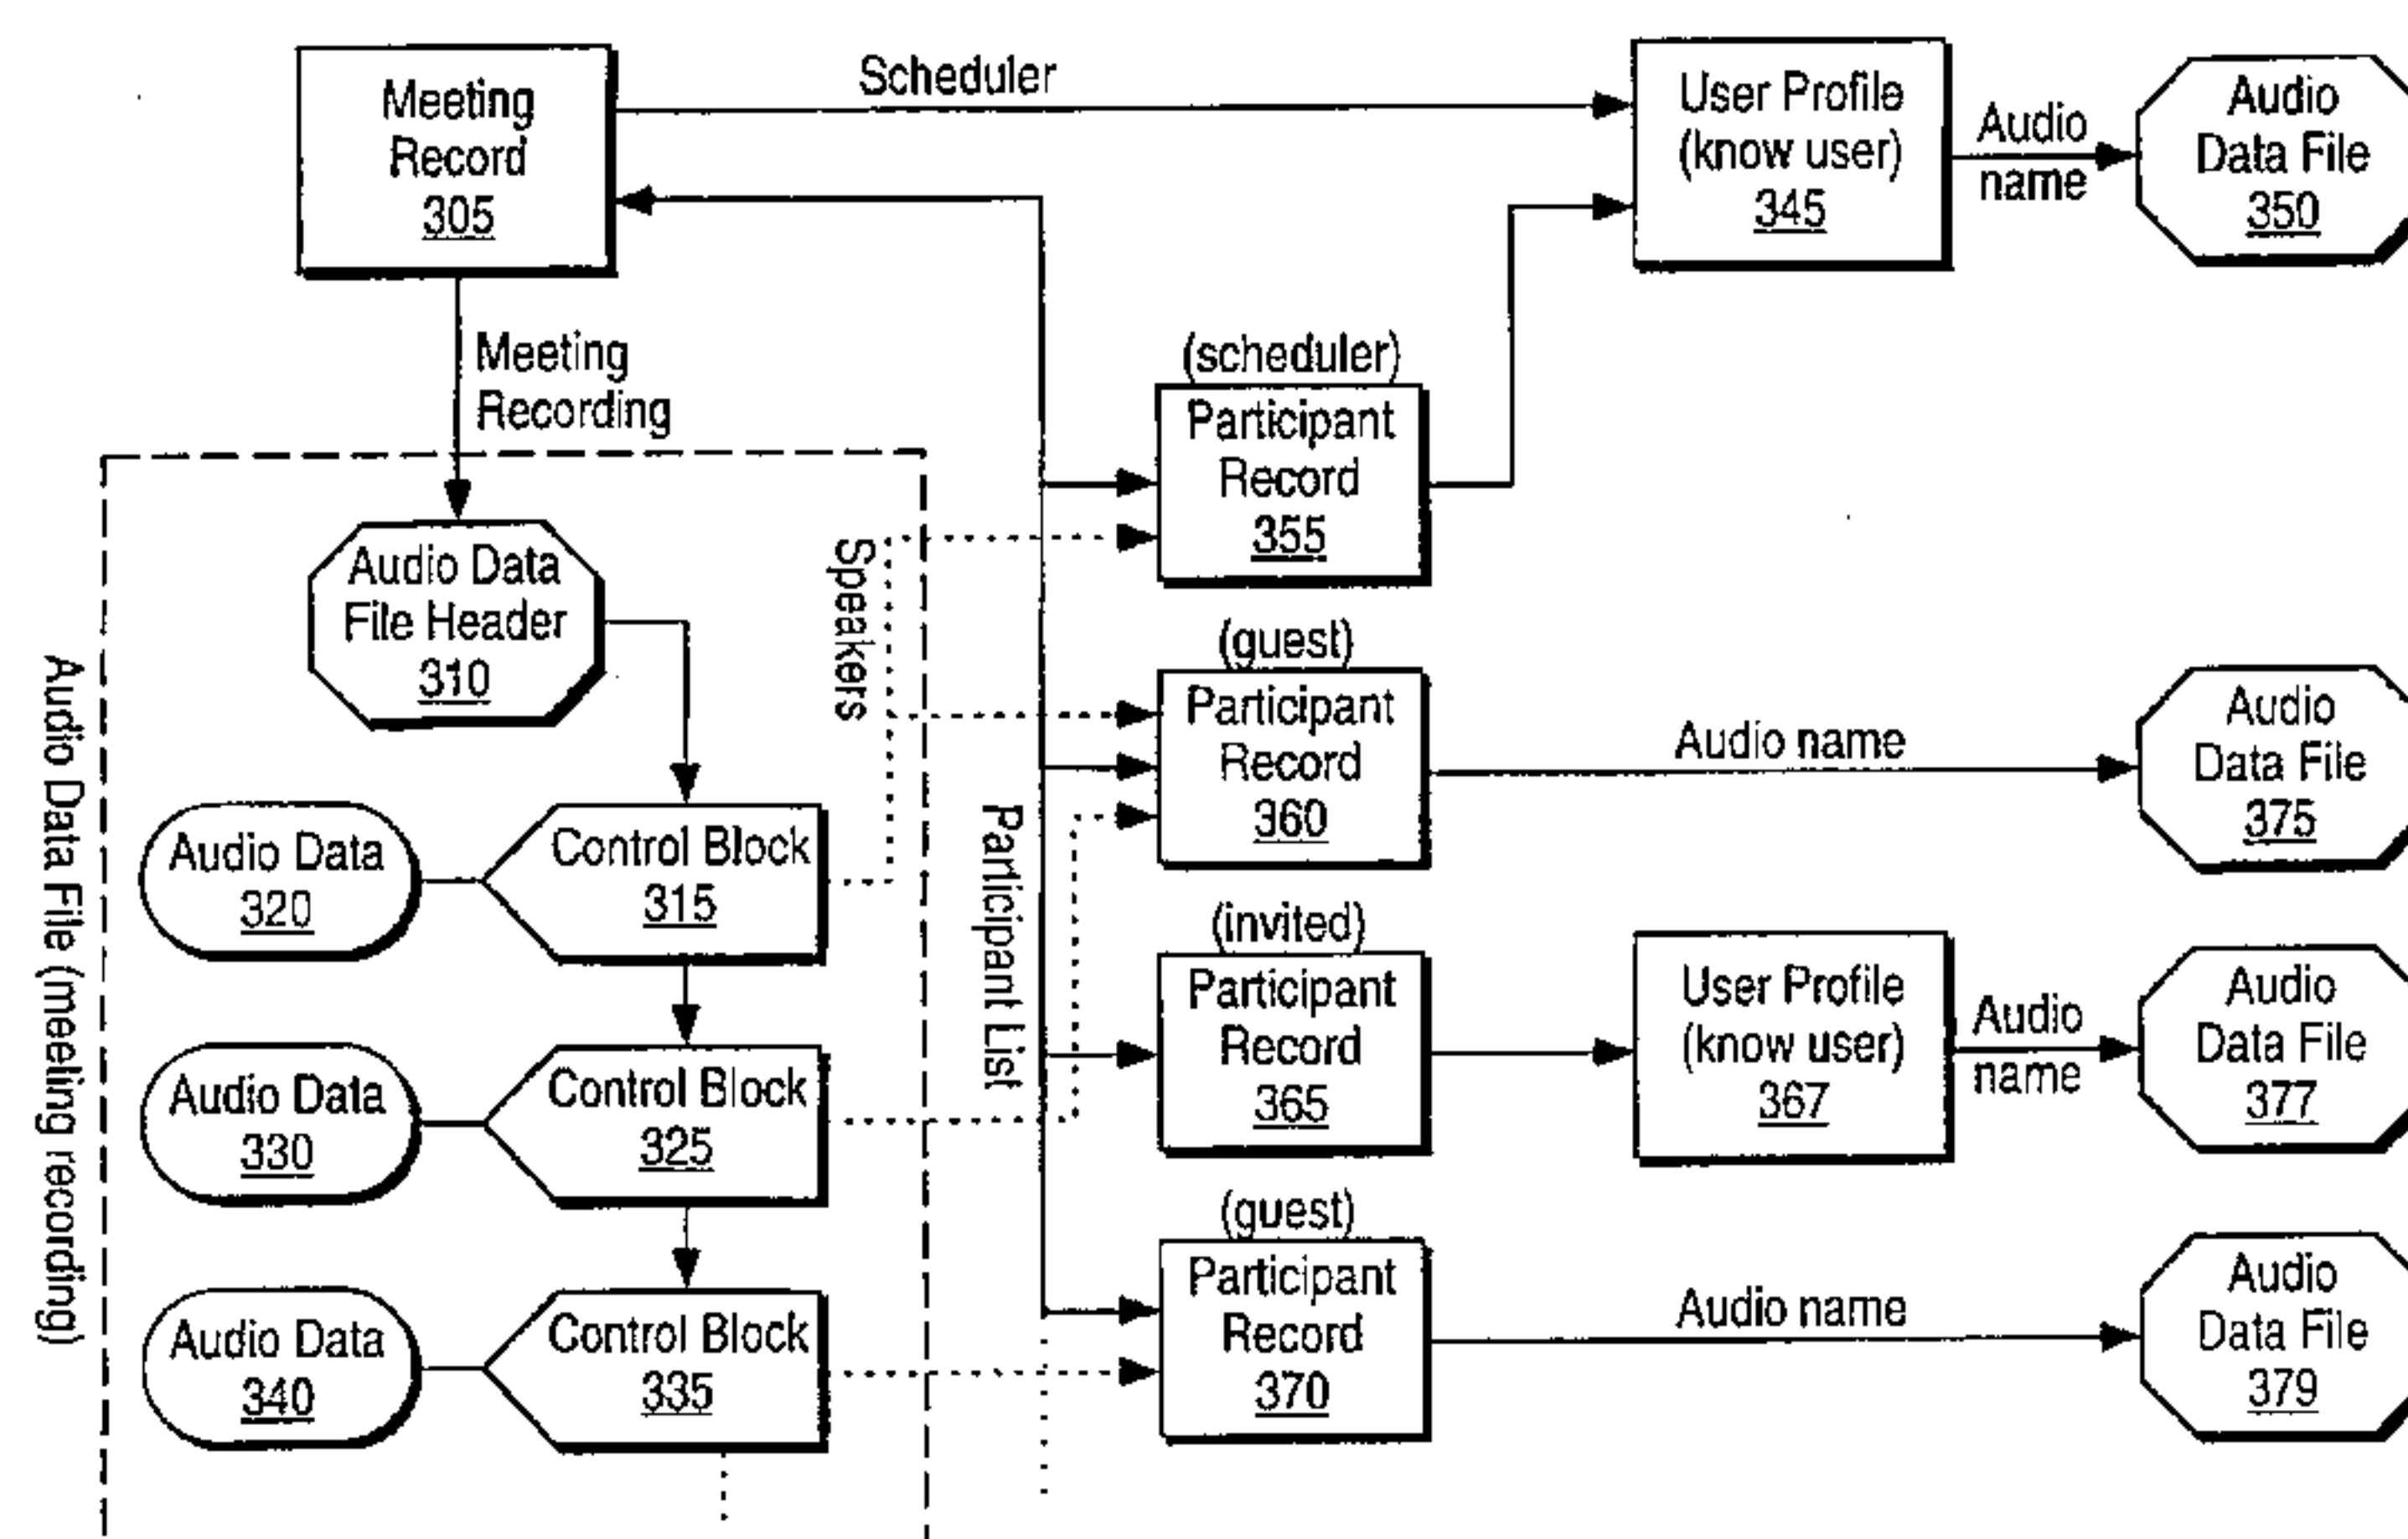 Meeting
Record
305
Scheduler
User Profile
(know user)
345
Audio
name
Audio
Data File
350
Meeting
Recording
(scheduler)
Participant
Record
355
Audio Data
File Header
310
Speakers
(guest)
Participant
Record
360
Audio name
Audio
Data File
375
Audio Data File (meeting recording)
Audio Data
320
Control Block
315
Participant List
(invited)
Participant
Record
365
User Profile
(know user)
367
Audio
name
Audio
Data File
377
Audio Data
330
Control Block
325
(guest)
Participant
Record
370
Audio name
Audio
Data File
379
Audio Data
340
Control Block
335